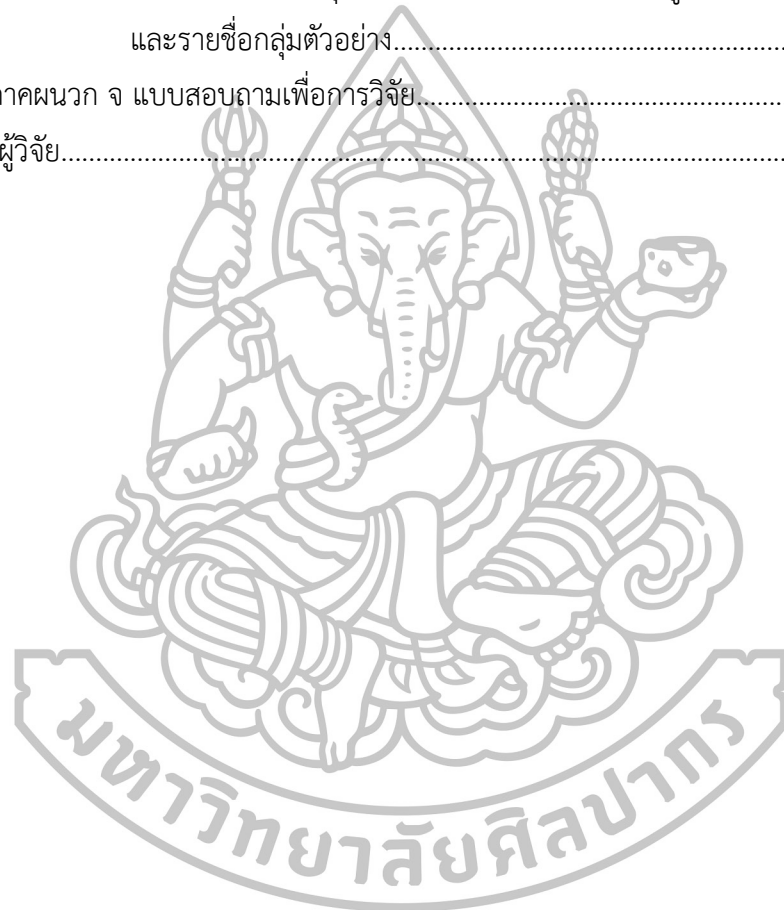 และรายชื่อกลุ่มตัวอย่าง..................................................................
าคผนวก จ แบบสอบถามเพื่อการวิจัย..............................................................
ผู้วิจัย.........................................................................................................................
มหาวิทยาลัยศิลปากร